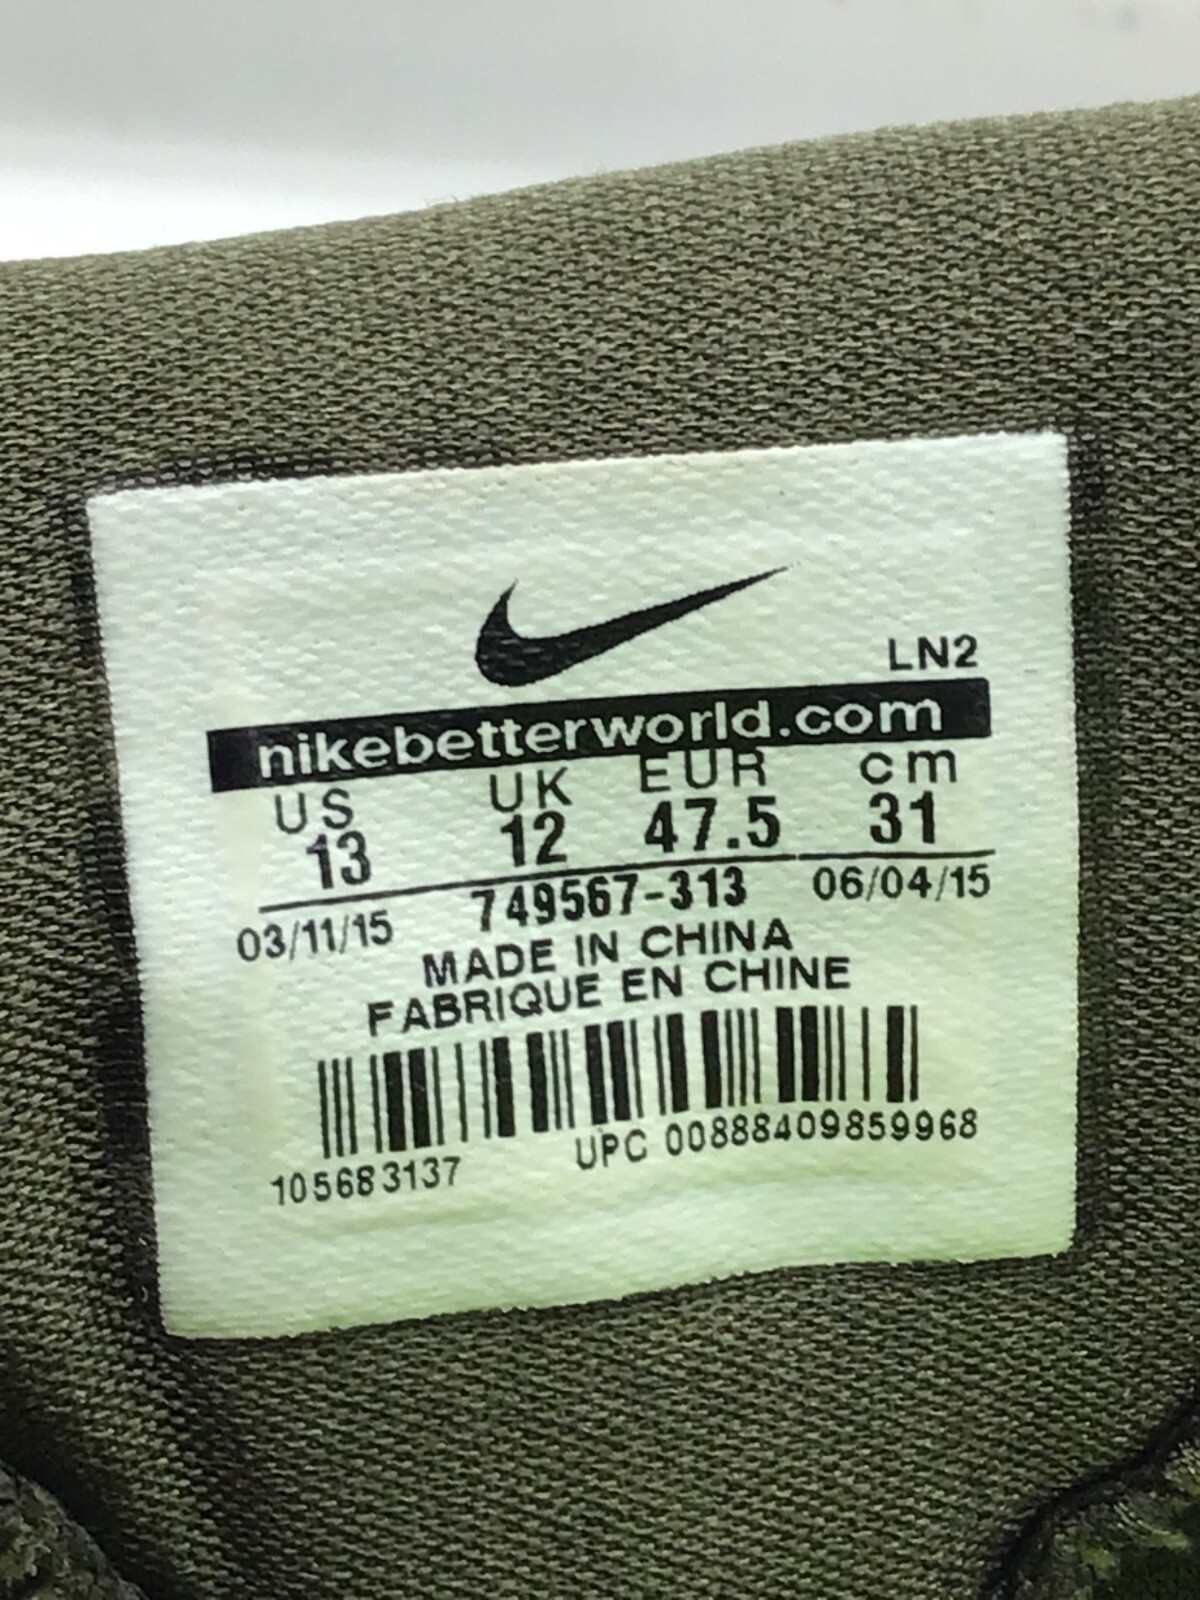 LN2
nikebetterworld.com
US UK EUR cm
13 12 47.5 31
03/11/15 749567-313 06/04/15
MADE IN CHINA
FABRIQUE EN CHINE
105683137 UPC 00888409859968